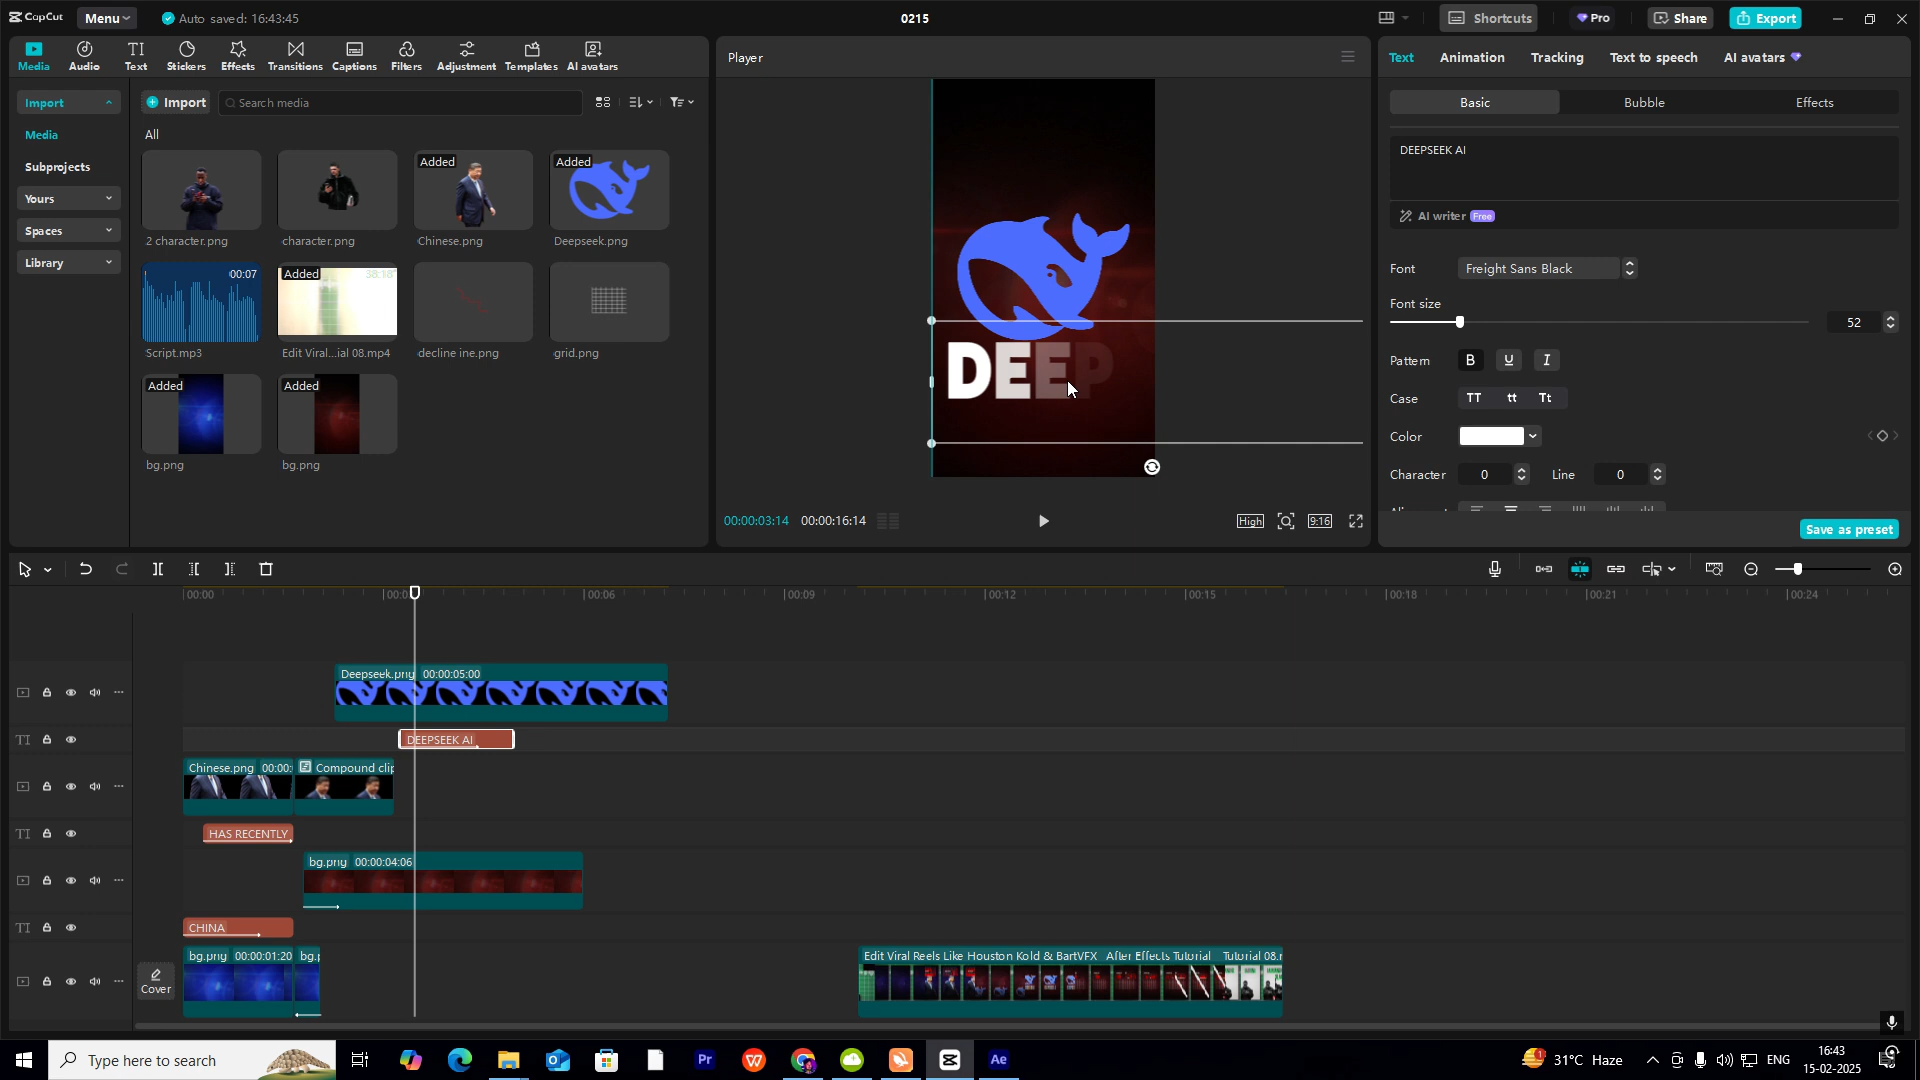 CapCut
Menu
Auto saved: 16:43:45
0215
Shortcuts
Pro
Share
Export
Media
Audio
Text
Stickers
Effects
Transitions
Captions
Filters
Adjustment
Templates
AI avatars
Import
Media
Subprojects
Yours
Spaces
Library
Import
Search media
All
2 character.png
character.png
Added
Chinese.png
Added
Deepseek.png
00:07
Script.mp3
Added
38:18
Edit Viral...ial 08.mp4
decline ine.png
grid.png
Added
bg.png
Added
bg.png
Player
DEEP
00:00:03:14
00:00:16:14
High
9:16
Text
Animation
Tracking
Text to speech
AI avatars
Basic
Bubble
Effects
DEEPSEEK AI
AI writer
Free
Font
Freight Sans Black
Font size
52
Pattern
B
U
I
Case
TT
tt
Tt
Color
Character
0
Line
0
Save as preset
00:00
00:06
00:09
00:12
00:15
00:18
00:21
00:24
Deepseek.png 00:00:05:00
DEEPSEEK AI
Chinese.png 00:00:
Compound clip
HAS RECENTLY
bg.png 00:00:04:06
CHINA
Cover
bg.png 00:00:01:20
bg.p
Edit Viral Reels Like Houston Kold & BartVFX After Effects Tutorial Tutorial 08.m
Type here to search
Pr
Ae
31°C Haze
ENG
16:43
15-02-2025